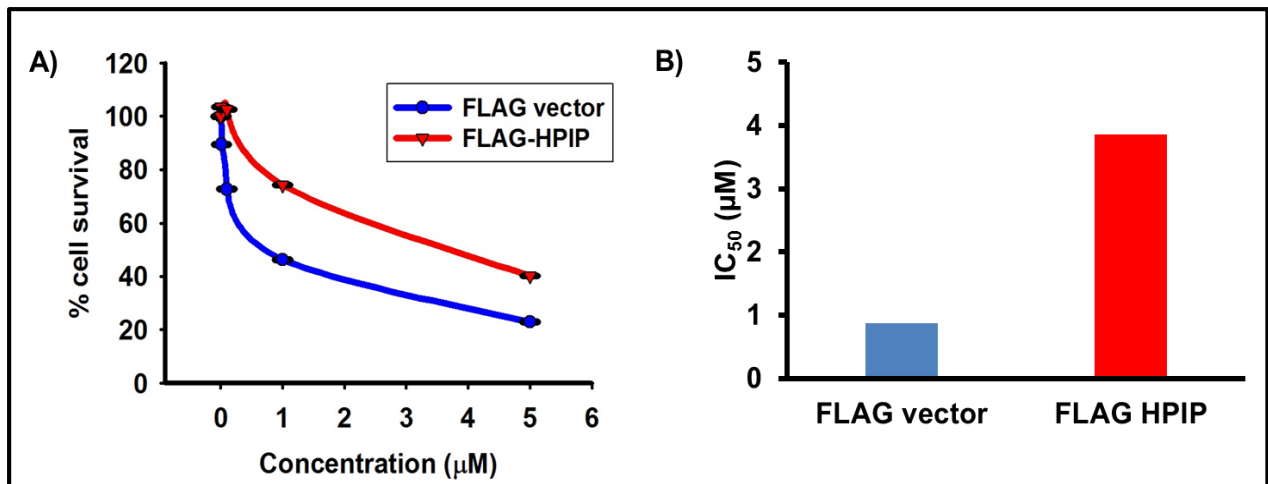 A)
% cell survival
120
100
80
60
40
20
0
FLAG vector
FLAG-HPIP
0 1 2 3 4 5 6
Concentration (μM)
B)
IC₅₀ (μM)
5
4
3
2
1
0
FLAG vector FLAG HPIP